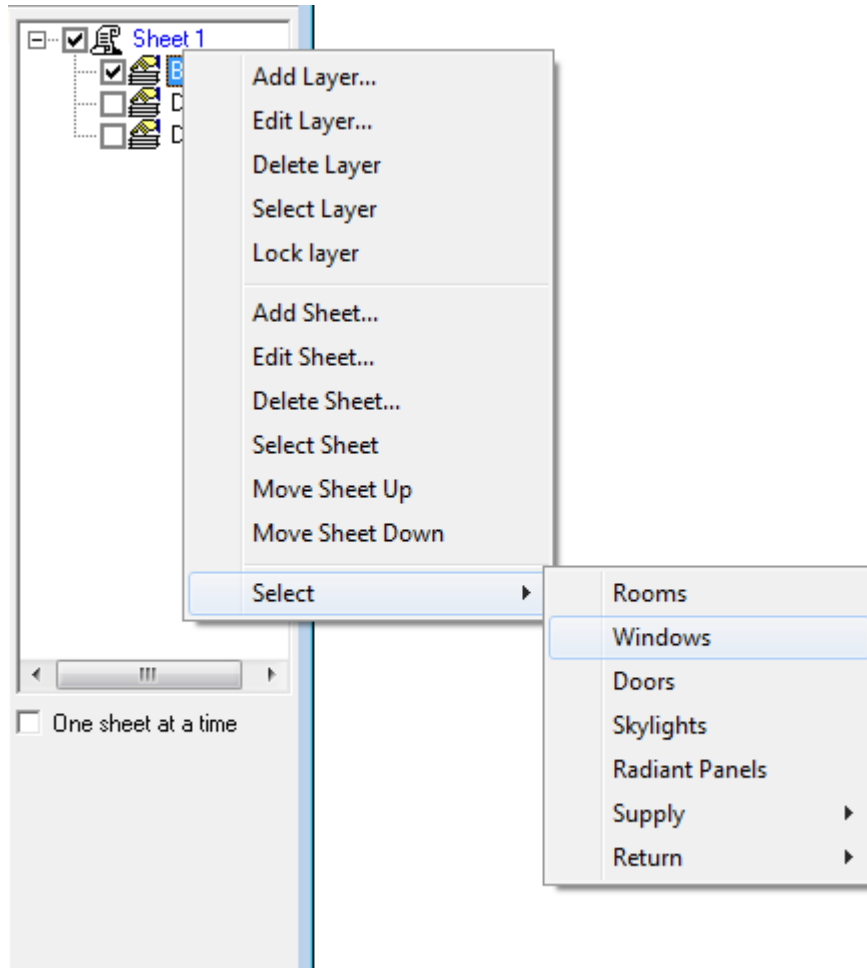 Sheet 1
Add Layer...
Edit Layer...
Delete Layer
Select Layer
Lock layer
Add Sheet...
Edit Sheet...
Delete Sheet...
Select Sheet
Move Sheet Up
Move Sheet Down
Select
Rooms
Windows
Doors
Skylights
Radiant Panels
Supply
Return
One sheet at a time